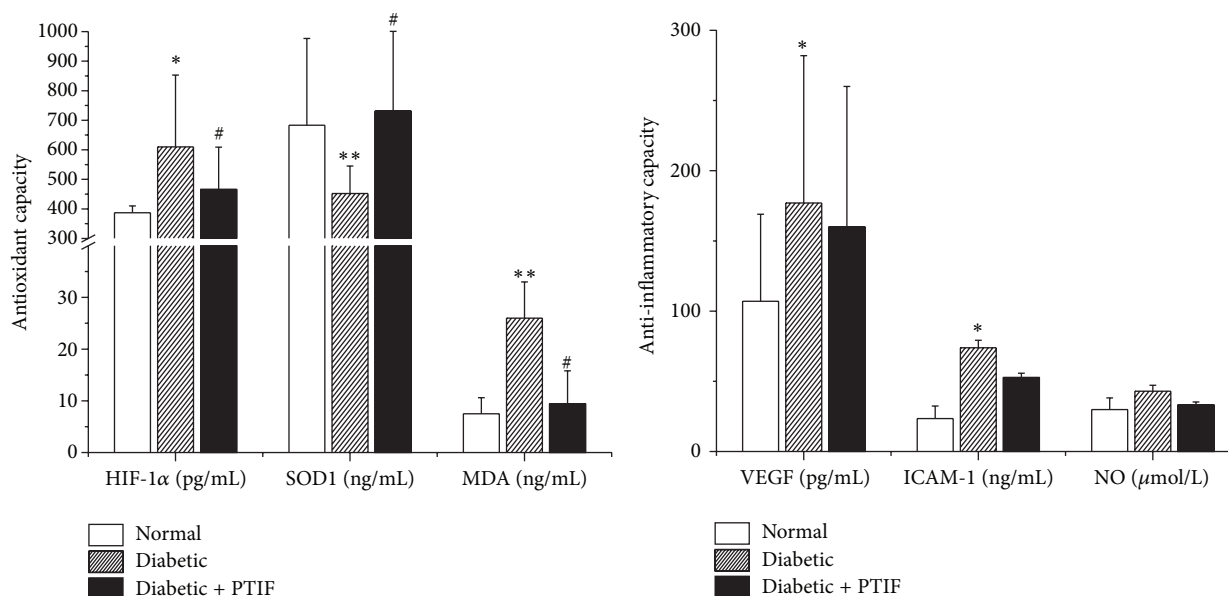 Antioxidant capacity
1000
900
800
700
600
500
400
300
30
20
10
0
*
#
**
#
**
#
HIF-1α (pg/mL) SOD1 (ng/mL) MDA (ng/mL)
Normal
Diabetic
Diabetic + PTIF
Anti-inflammatory capacity
300
200
100
0
*
*
VEGF (pg/mL) ICAM-1 (ng/mL) NO (μmol/L)
Normal
Diabetic
Diabetic + PTIF